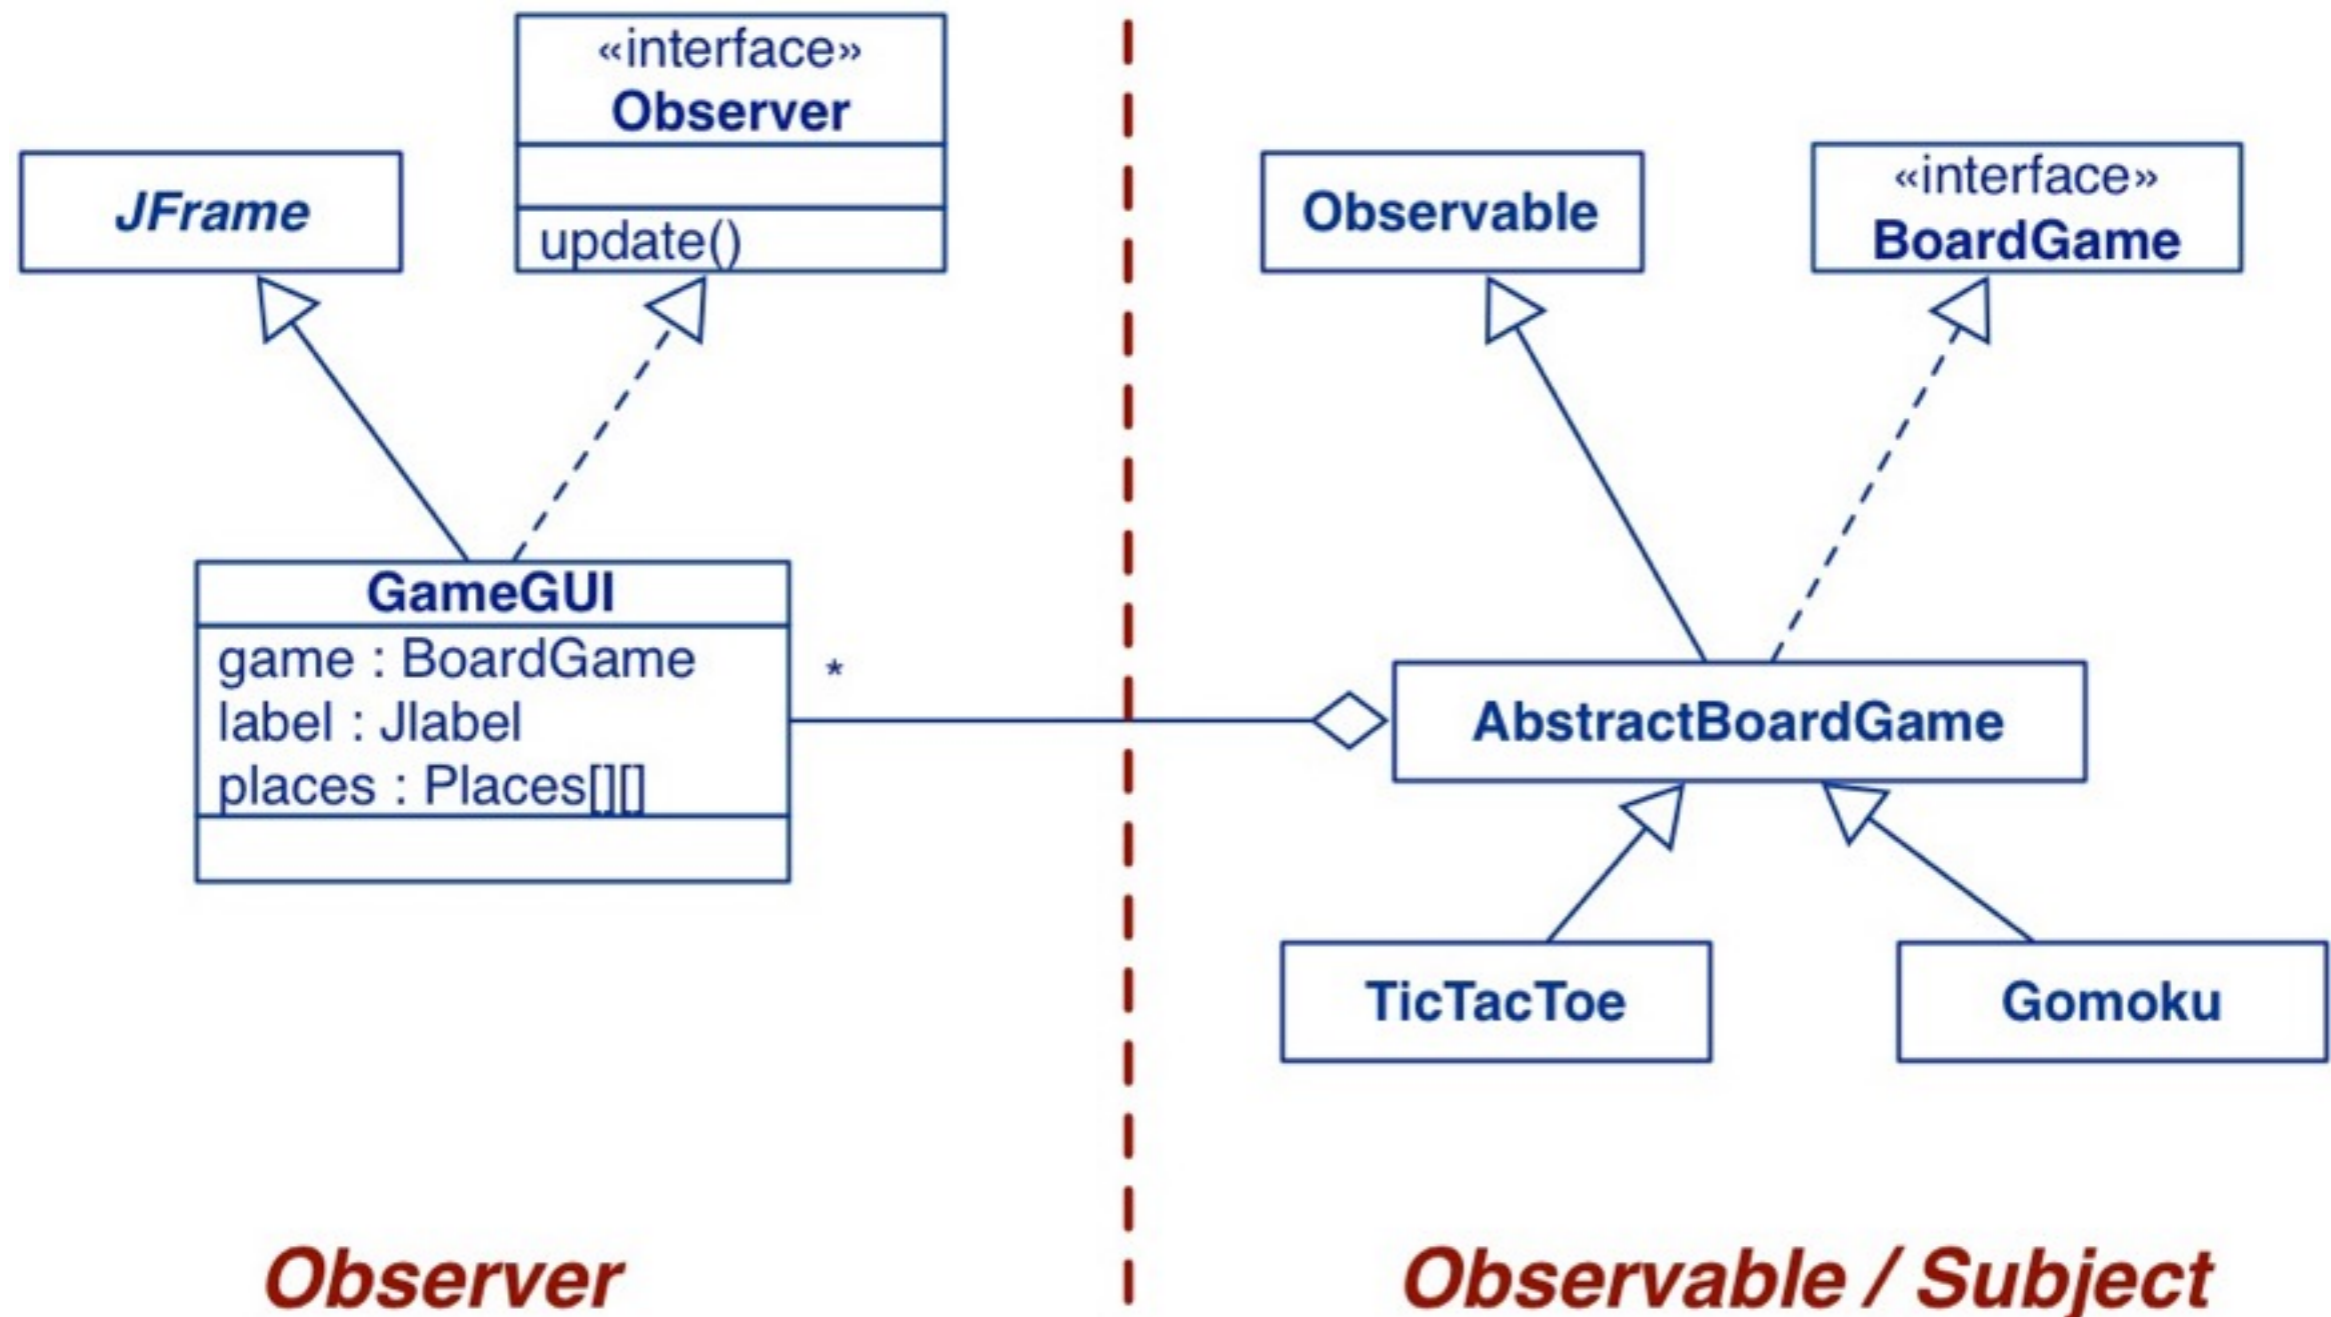 «interface»
Observer
update()
JFrame
Observable
«interface»
BoardGame
GameGUI
game : BoardGame
label : Jlabel
places : Places[][]
*
AbstractBoardGame
TicTacToe
Gomoku
Observer
Observable / Subject